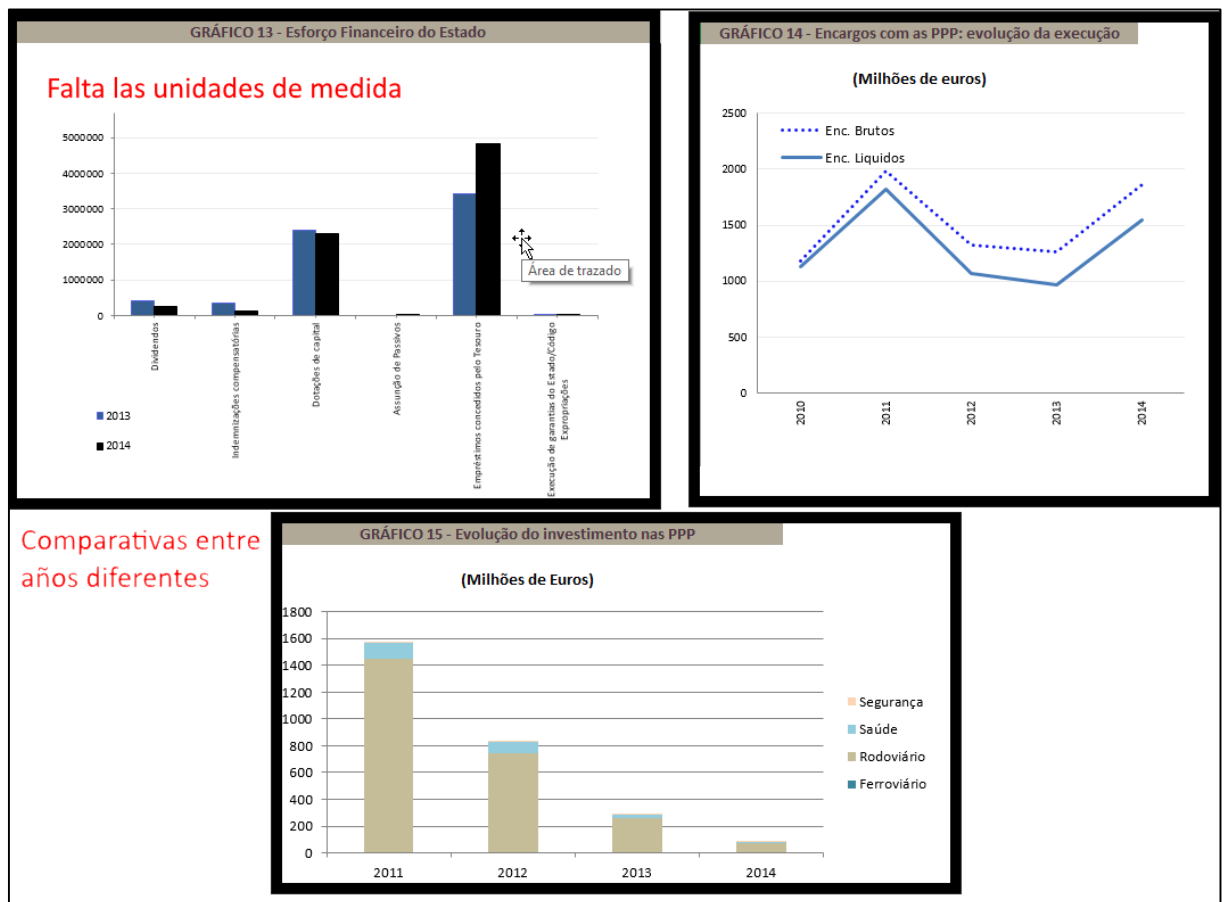 GRÁFICO 13 - Esforço Financeiro do Estado
Falta las unidades de medida
5000000
4000000
3000000
2000000
1000000
0
Dividendos
Indemnizações compensatórias
Dotações de capital
Assunção de Passivos
Empréstimos concedidos pelo Tesouro
Execução de garantias do Estado/Código
Expropriações
Área de trazado
2013
2014
GRÁFICO 14 - Encargos com as PPP: evolução da execução
(Milhões de euros)
2500
2000
1500
1000
500
0
Enc. Brutos
Enc. Liquidos
2010
2011
2012
2013
2014
Comparativas entre
años diferentes
GRÁFICO 15 - Evolução do investimento nas PPP
(Milhões de Euros)
1800
1600
1400
1200
1000
800
600
400
200
0
2011
2012
2013
2014
Segurança
Saúde
Rodoviário
Ferroviário